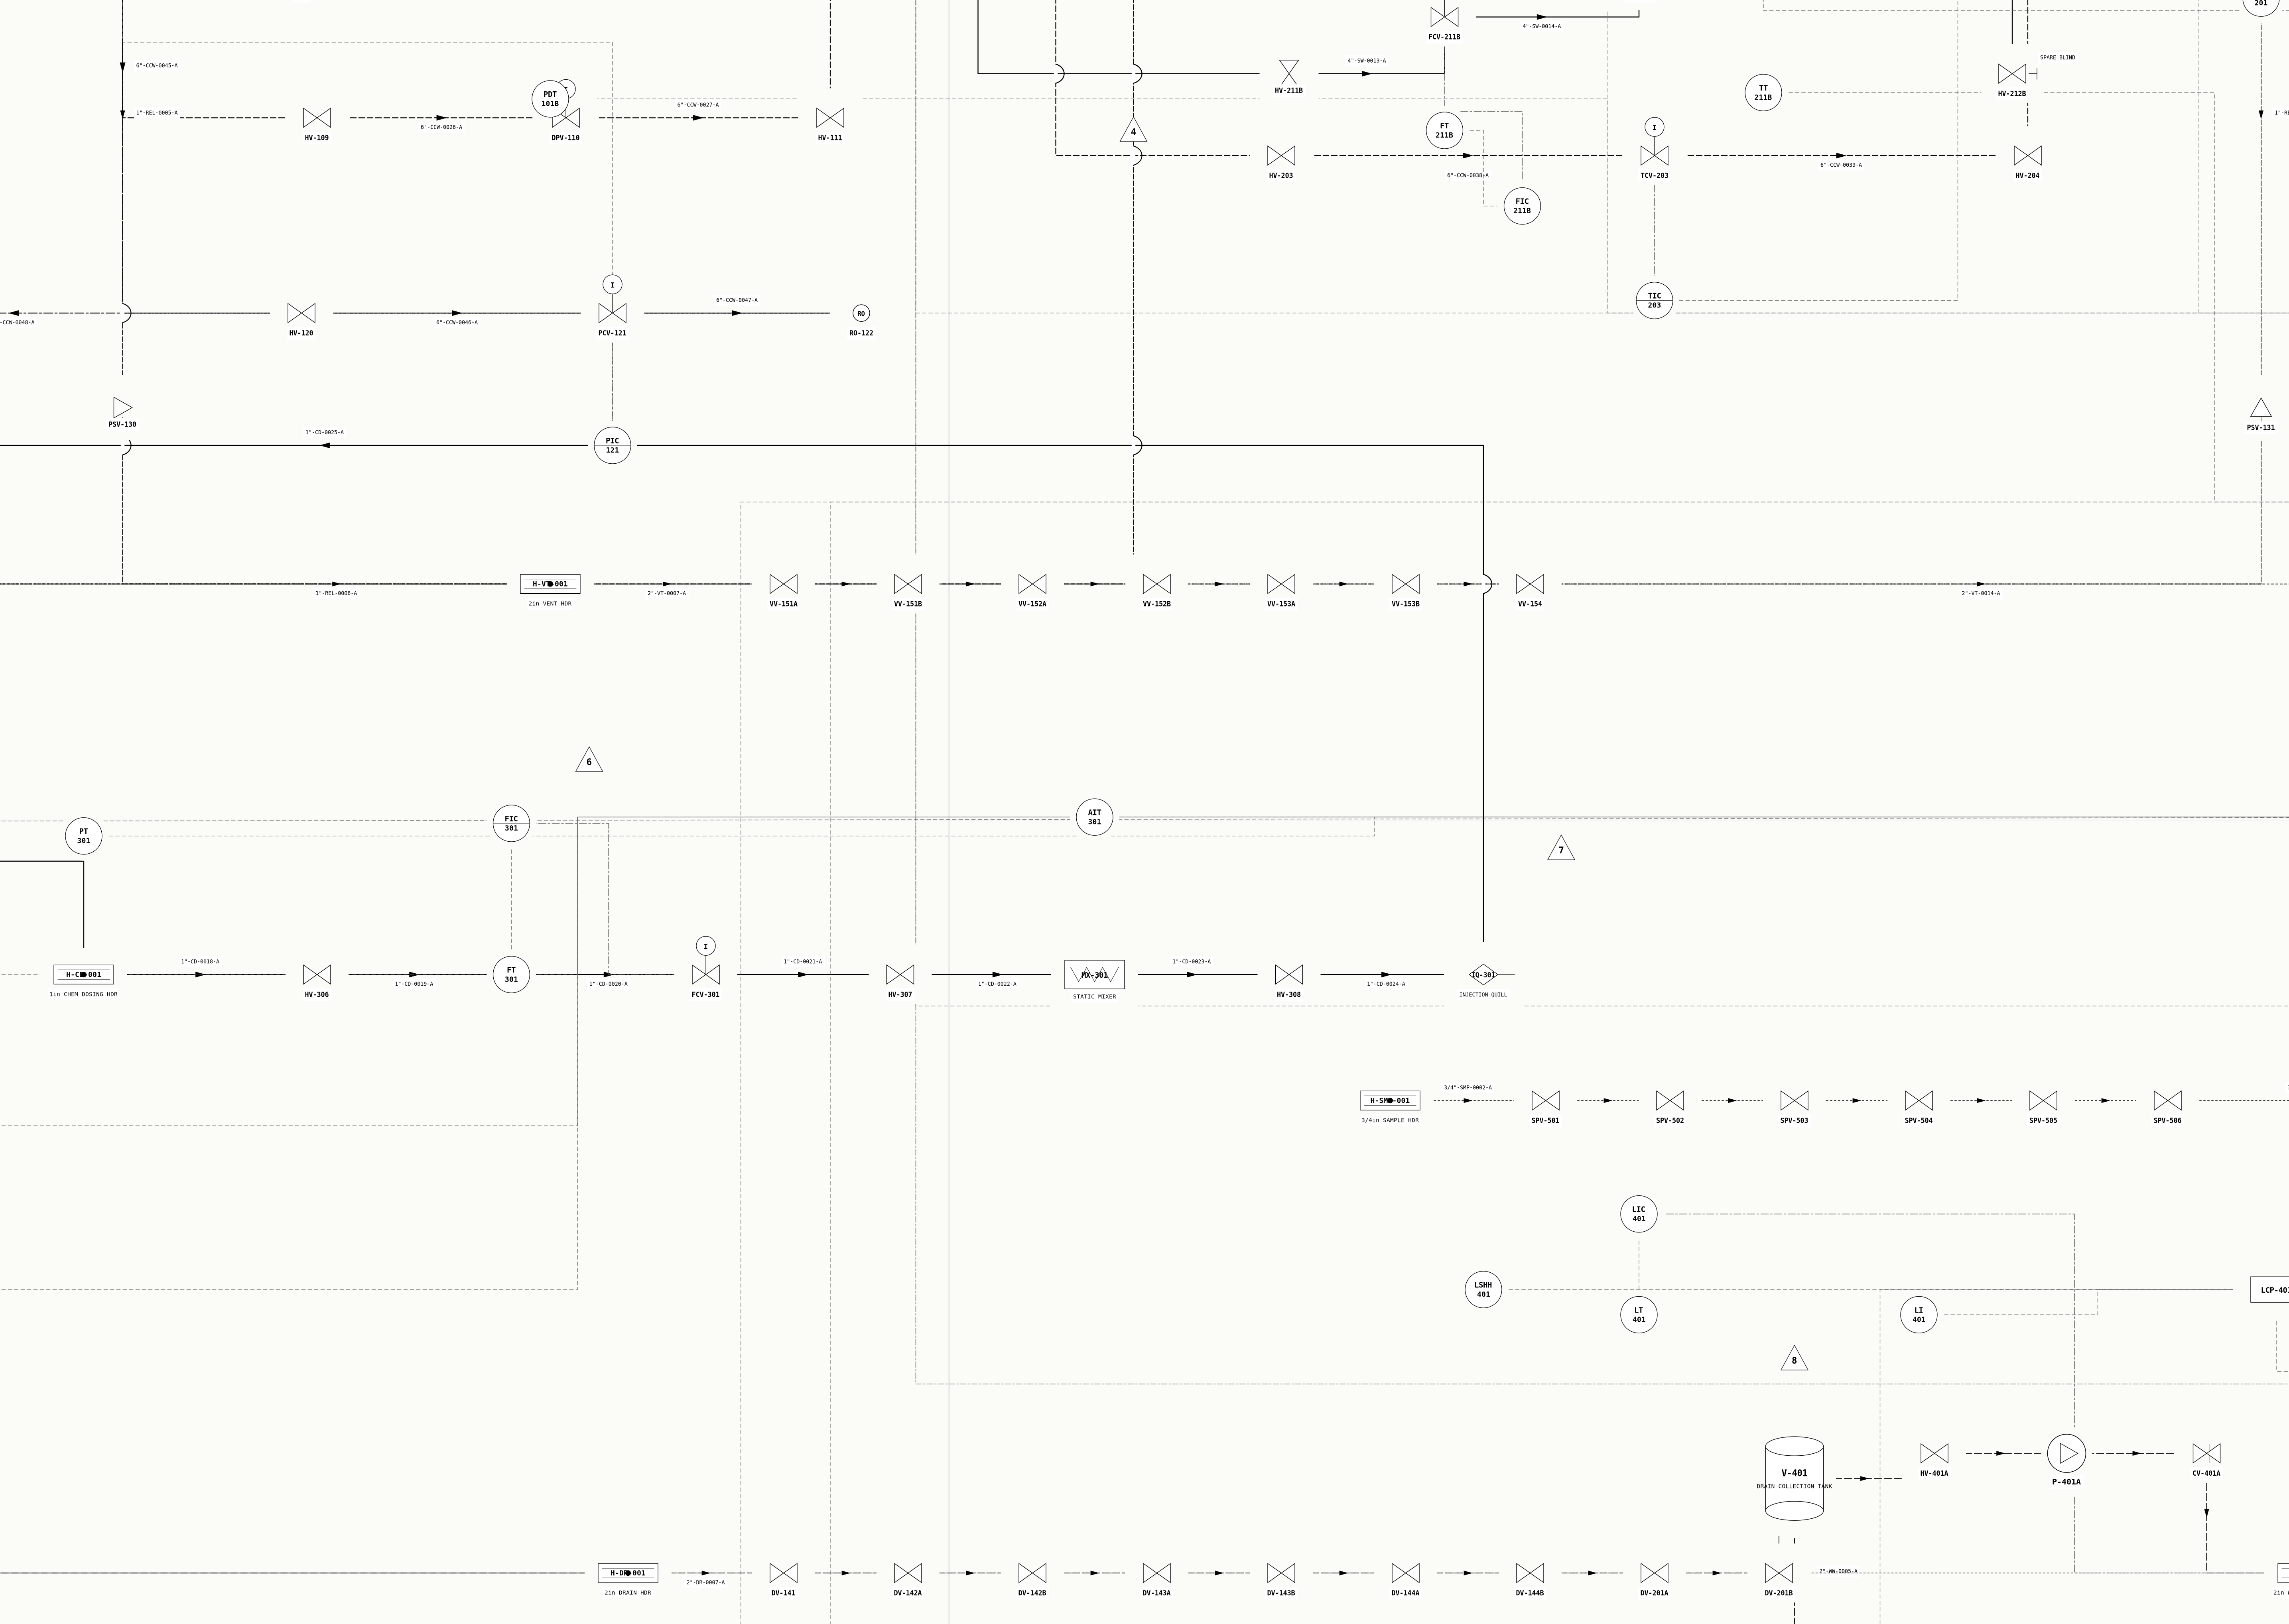 201
FCV-211B
4"-SW-0014-A
6"-CCW-0045-A
4"-SW-0013-A
SPARE BLIND
PDT
101B
HV-211B
TT
211B
HV-212B
6"-CCW-0027-A
1"-REL-0005-A
6"-CCW-0026-A
HV-109
DPV-110
HV-111
4
FT
211B
I
6"-CCW-0038-A
6"-CCW-0039-A
HV-203
TCV-203
HV-204
FIC
211B
I
6"-CCW-0047-A
TIC
203
-CCW-0048-A
6"-CCW-0046-A
HV-120
PCV-121
RO
RO-122
PSV-130
PSV-131
1"-CD-0025-A
PIC
121
H-VT-001
1"-REL-0006-A
2"-VT-0007-A
2"-VT-0014-A
2in VENT HDR
VV-151A
VV-151B
VV-152A
VV-152B
VV-153A
VV-153B
VV-154
6
PT
301
FIC
301
AIT
301
7
I
1"-CD-0018-A
1"-CD-0021-A
1"-CD-0023-A
H-CD-001
FT
301
MX-301
IQ-301
1"-CD-0019-A
1"-CD-0020-A
1"-CD-0022-A
1"-CD-0024-A
1in CHEM DOSING HDR
HV-306
FCV-301
HV-307
STATIC MIXER
HV-308
INJECTION QUILL
3/4"-SMP-0002-A
H-SMP-001
3/4in SAMPLE HDR
SPV-501
SPV-502
SPV-503
SPV-504
SPV-505
SPV-506
LIC
401
LSHH
401
LT
401
LI
401
8
V-401
DRAIN COLLECTION TANK
HV-401A
P-401A
CV-401A
H-DR-001
2"-DR-0007-A
2in DRAIN HDR
DV-141
DV-142A
DV-142B
DV-143A
DV-143B
DV-144A
DV-144B
DV-201A
DV-201B